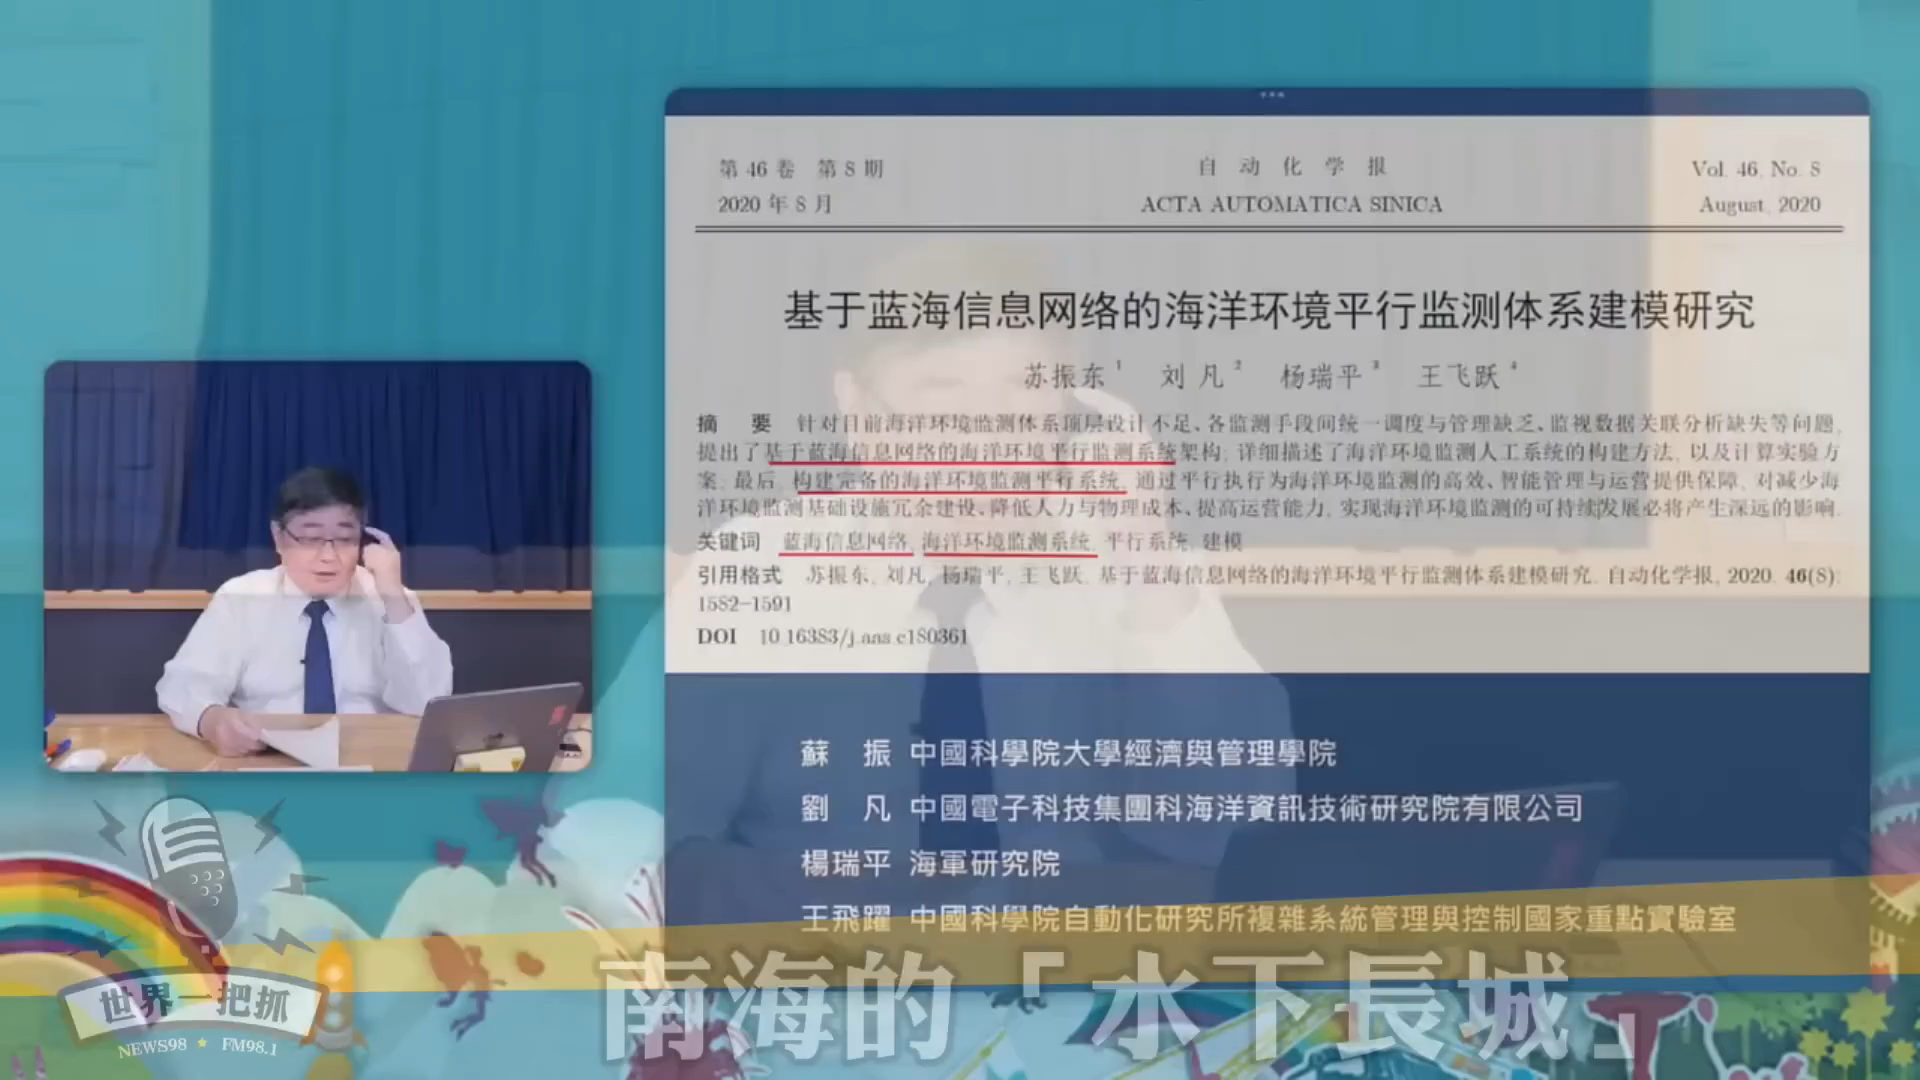 第 46 卷 第 8 期
自 动 化 学 报
Vol. 46, No. 8
2020 年 8 月
ACTA AUTOMATICA SINICA
August, 2020
基于蓝海信息网络的海洋环境平行监测体系建模研究
苏振东 1 刘 凡 2 杨瑞平 3 王飞跃 4
摘 要 针对目前海洋环境监测体系顶层设计不足、各监测手段间统一调度与管理缺乏、监视数据关联分析缺失等问题,
提出了基于蓝海信息网络的海洋环境平行监测系统架构; 详细描述了海洋环境监测人工系统的构建方法, 以及计算实验方
案; 最后, 构建完备的海洋环境监测平行系统, 通过平行执行为海洋环境监测的高效、智能管理与运营提供保障, 对减少海
洋环境监测基础设施冗余建设、降低人力与物理成本、提高运营能力, 实现海洋环境监测的可持续发展必将产生深远的影响.
关键词 蓝海信息网络, 海洋环境监测系统, 平行系统, 建模
引用格式 苏振东, 刘凡, 杨瑞平, 王飞跃. 基于蓝海信息网络的海洋环境平行监测体系建模研究. 自动化学报, 2020, 46(8):
1582−1591
DOI 10.16383/j.aas.c180361
蘇 振 中國科學院大學經濟與管理學院
劉 凡 中國電子科技集團科海洋資訊技術研究院有限公司
楊瑞平 海軍研究院
王飛躍 中國科學院自動化研究所複雜系統管理與控制國家重點實驗室
南海的「水下長城」
世界一把抓
NEWS98 ★ FM98.1